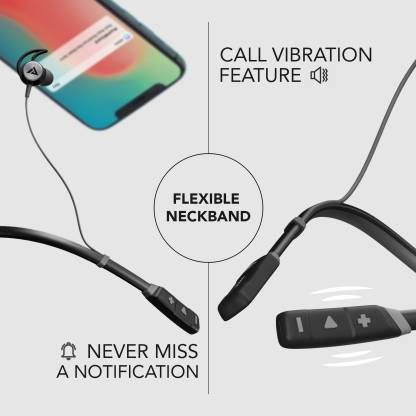 CALL VIBRATION
FEATURE
FLEXIBLE
NECKBAND
NEVER MISS
A NOTIFICATION